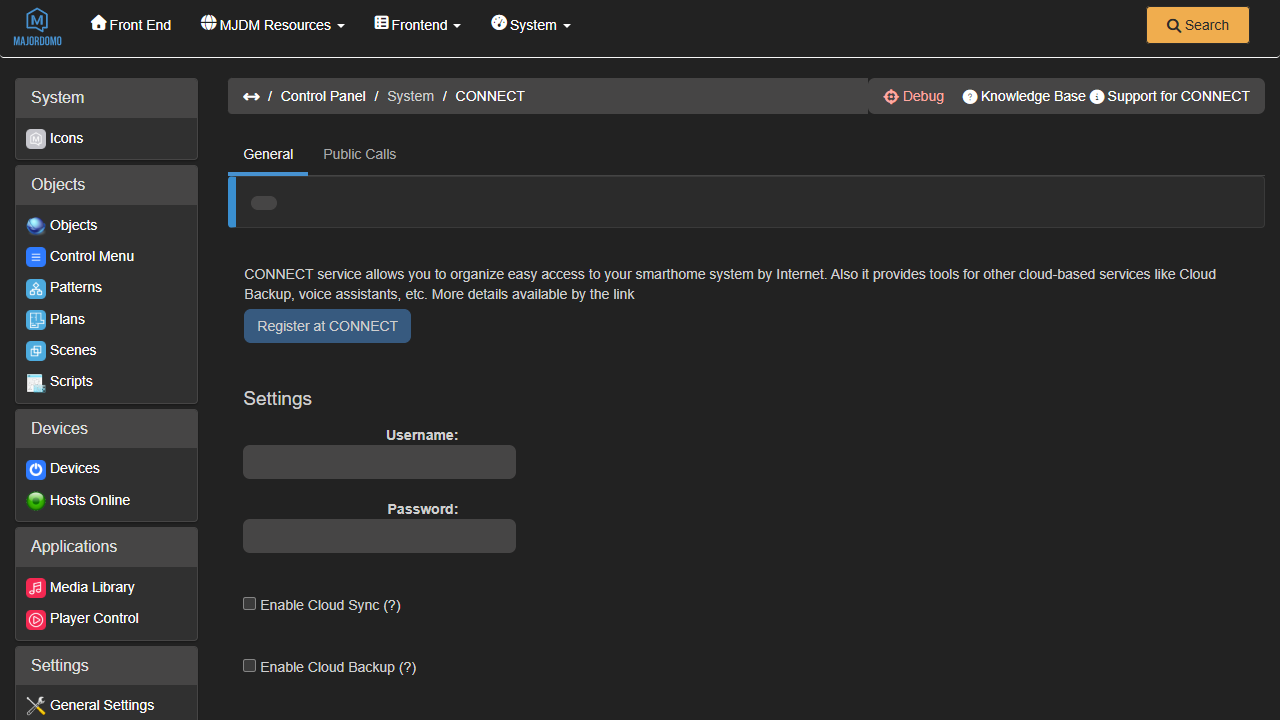 MAJORDOMO
Front End
MJDM Resources
Frontend
System
Search
System
Icons
Objects
Objects
Control Menu
Patterns
Plans
Scenes
Scripts
Devices
Devices
Hosts Online
Applications
Media Library
Player Control
Settings
General Settings
/ Control Panel / System / CONNECT
Debug
Knowledge Base
Support for CONNECT
General
Public Calls
CONNECT service allows you to organize easy access to your smarthome system by Internet. Also it provides tools for other cloud-based services like Cloud
Backup, voice assistants, etc. More details available by the link
Register at CONNECT
Settings
Username:
Password:
Enable Cloud Sync (?)
Enable Cloud Backup (?)